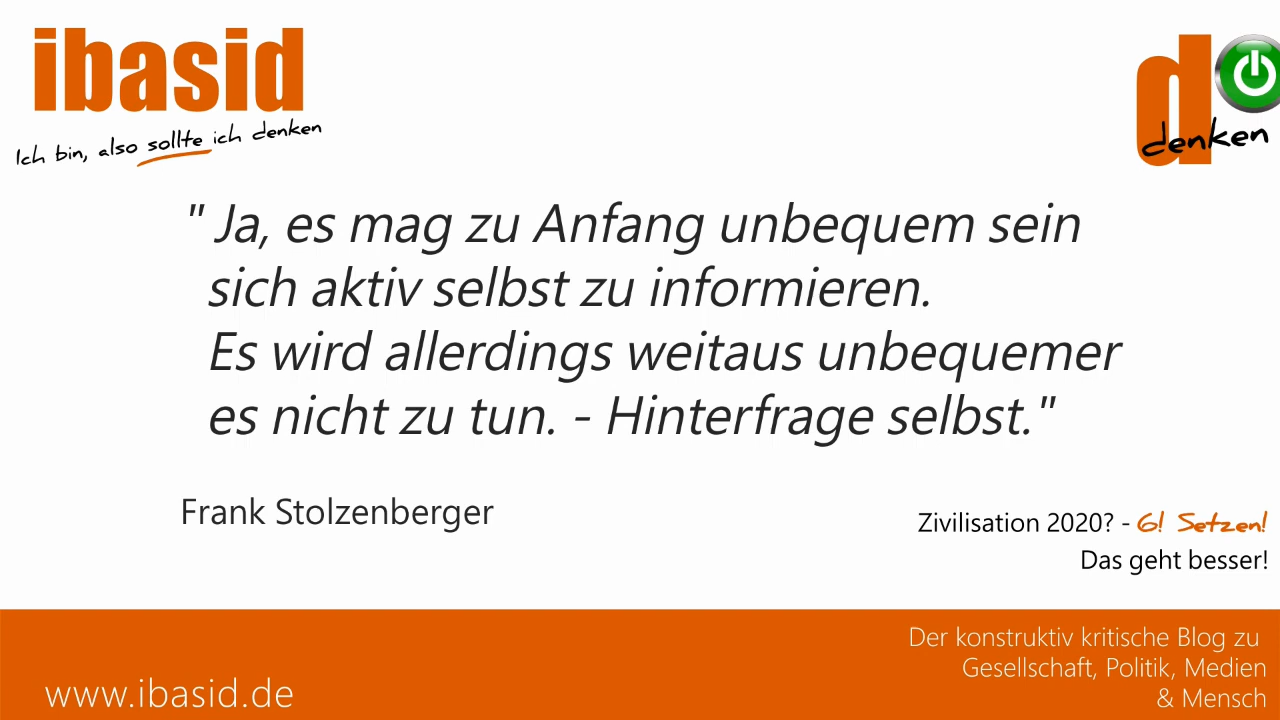 ibasid
Ich bin, also sollte ich denken
d
denken
" Ja, es mag zu Anfang unbequem sein
sich aktiv selbst zu informieren.
Es wird allerdings weitaus unbequemer
es nicht zu tun. - Hinterfrage selbst."
Frank Stolzenberger
Zivilisation 2020? - 6! Setzen!
Das geht besser!
Der konstruktiv kritische Blog zu
Gesellschaft, Politik, Medien
& Mensch
www.ibasid.de